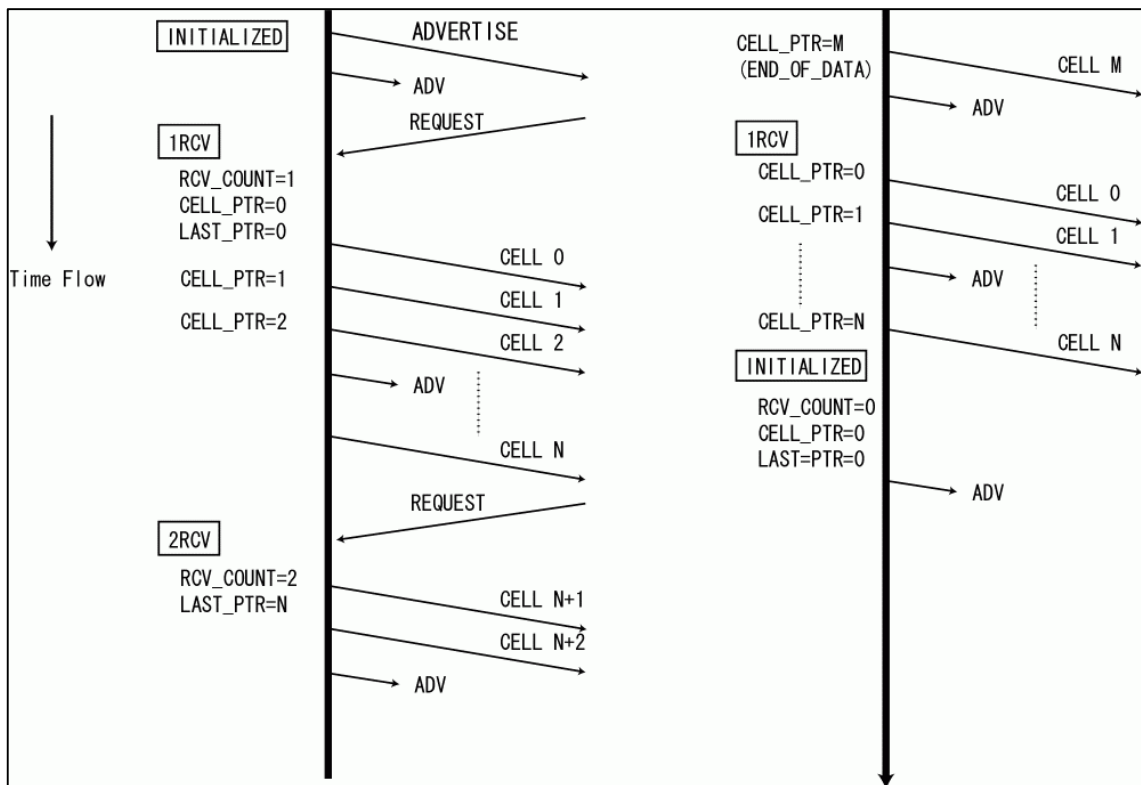 INITIALIZED
ADVERTISE
ADV
REQUEST
1RCV
RCV_COUNT=1
CELL_PTR=0
LAST_PTR=0
Time Flow
CELL 0
CELL_PTR=1
CELL 1
CELL_PTR=2
CELL 2
ADV
CELL N
REQUEST
2RCV
RCV_COUNT=2
LAST_PTR=N
CELL N+1
CELL N+2
ADV
CELL_PTR=M
(END_OF_DATA)
CELL M
ADV
1RCV
CELL_PTR=0
CELL 0
CELL_PTR=1
CELL 1
ADV
CELL_PTR=N
CELL N
INITIALIZED
RCV_COUNT=0
CELL_PTR=0
LAST=PTR=0
ADV